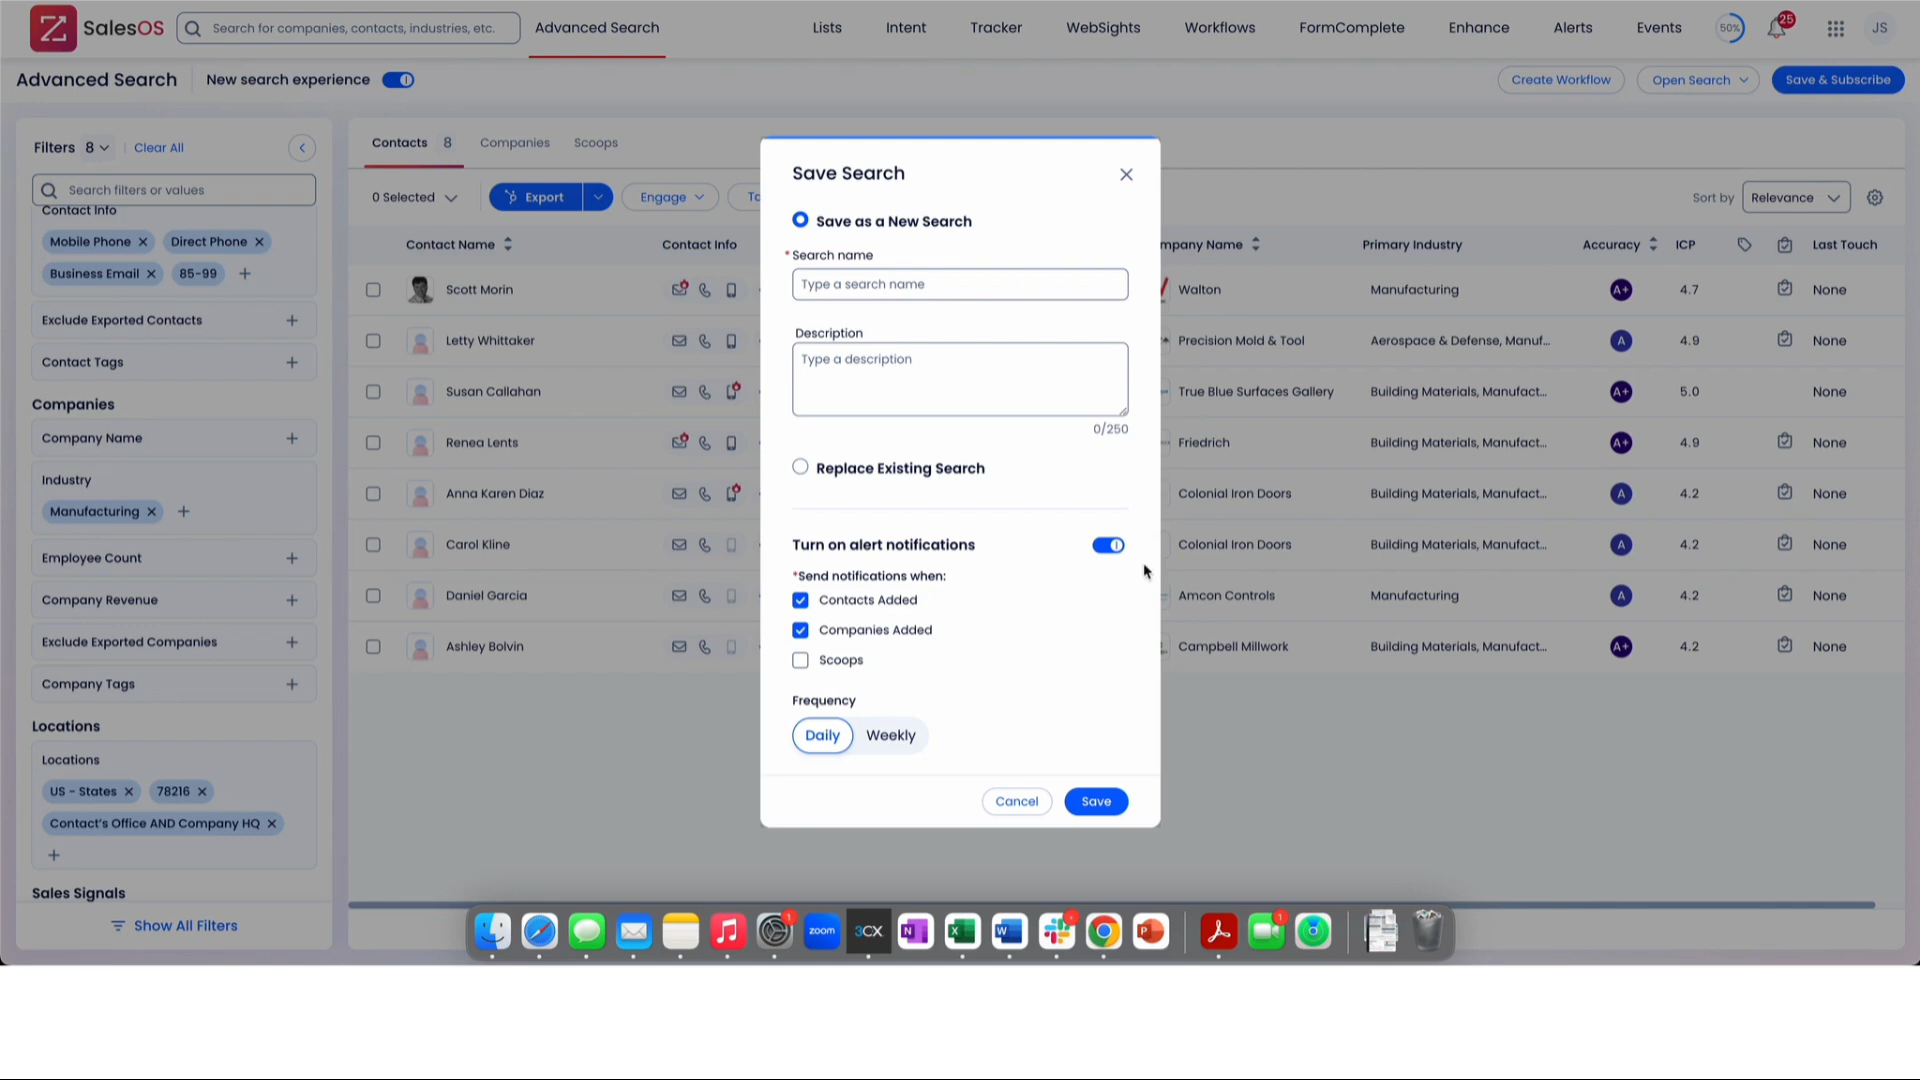 SalesOS
Search for companies, contacts, industries, etc.
Advanced Search
Lists
Intent
Tracker
WebSights
Workflows
FormComplete
Enhance
Alerts
Events
50%
25
JS
Advanced Search
New search experience
Create Workflow
Open Search
Save & Subscribe
Filters 8
Clear All
Search filters or values
Contact Info
Mobile Phone
Direct Phone
Business Email
85-99
Exclude Exported Contacts
Contact Tags
Companies
Company Name
Industry
Manufacturing
Employee Count
Company Revenue
Exclude Exported Companies
Company Tags
Locations
Locations
US - States
78216
Contact's Office AND Company HQ
Sales Signals
Show All Filters
Contacts 8
Companies
Scoops
0 Selected
Export
Engage
Sort by
Relevance
Contact Name
Contact Info
mpany Name
Primary Industry
Accuracy
ICP
Last Touch
Scott Morin
Walton
Manufacturing
A+
4.7
None
Letty Whittaker
Precision Mold & Tool
Aerospace & Defense, Manuf...
A
4.9
None
Susan Callahan
True Blue Surfaces Gallery
Building Materials, Manufact...
A+
5.0
None
Renea Lents
Friedrich
Building Materials, Manufact...
A+
4.9
None
Anna Karen Diaz
Colonial Iron Doors
Building Materials, Manufact...
A
4.2
None
Carol Kline
Colonial Iron Doors
Building Materials, Manufact...
A
4.2
None
Daniel Garcia
Amcon Controls
Manufacturing
A
4.2
None
Ashley Bolvin
Campbell Millwork
Building Materials, Manufact...
A+
4.2
None
Save Search
Save as a New Search
* Search name
Type a search name
Description
Type a description
0/250
Replace Existing Search
Turn on alert notifications
*Send notifications when:
Contacts Added
Companies Added
Scoops
Frequency
Daily
Weekly
Cancel
Save
1
zoom
3CX
N
X
W
P
1